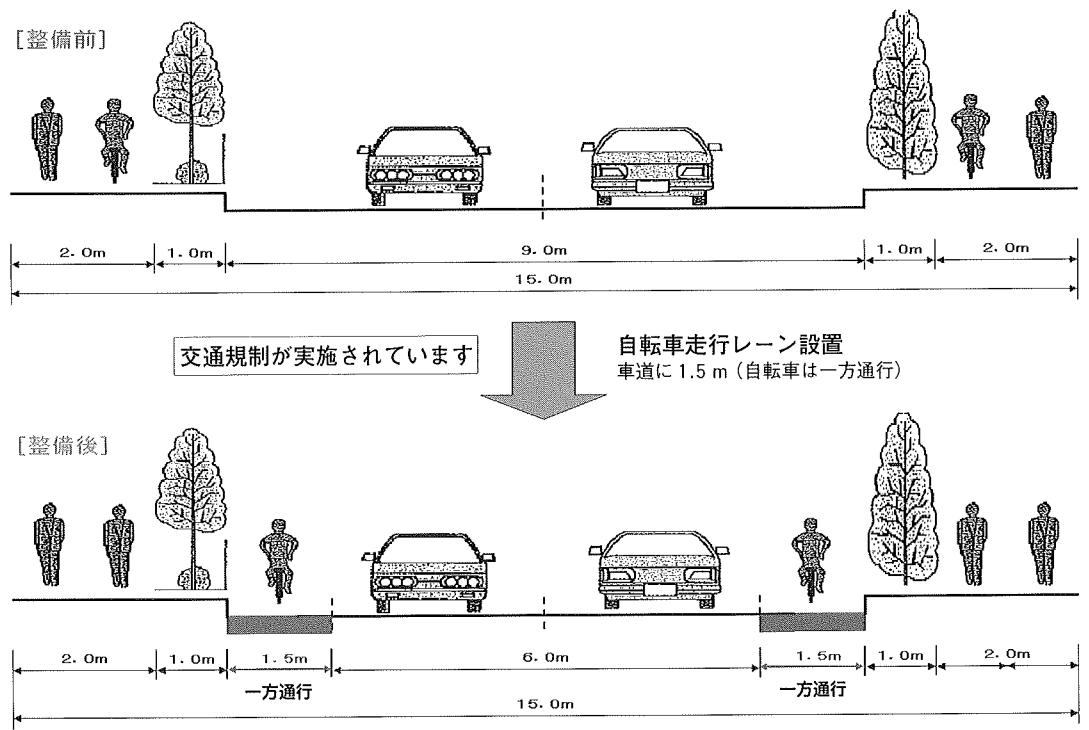 [整備前]
2.0m 1.0m 9.0m 1.0m 2.0m
15.0m
交通規制が実施されています
自転車走行レーン設置
車道に1.5m（自転車は一方通行）
[整備後]
2.0m 1.0m 1.5m 6.0m 1.5m 1.0m 2.0m
一方通行 一方通行
15.0m